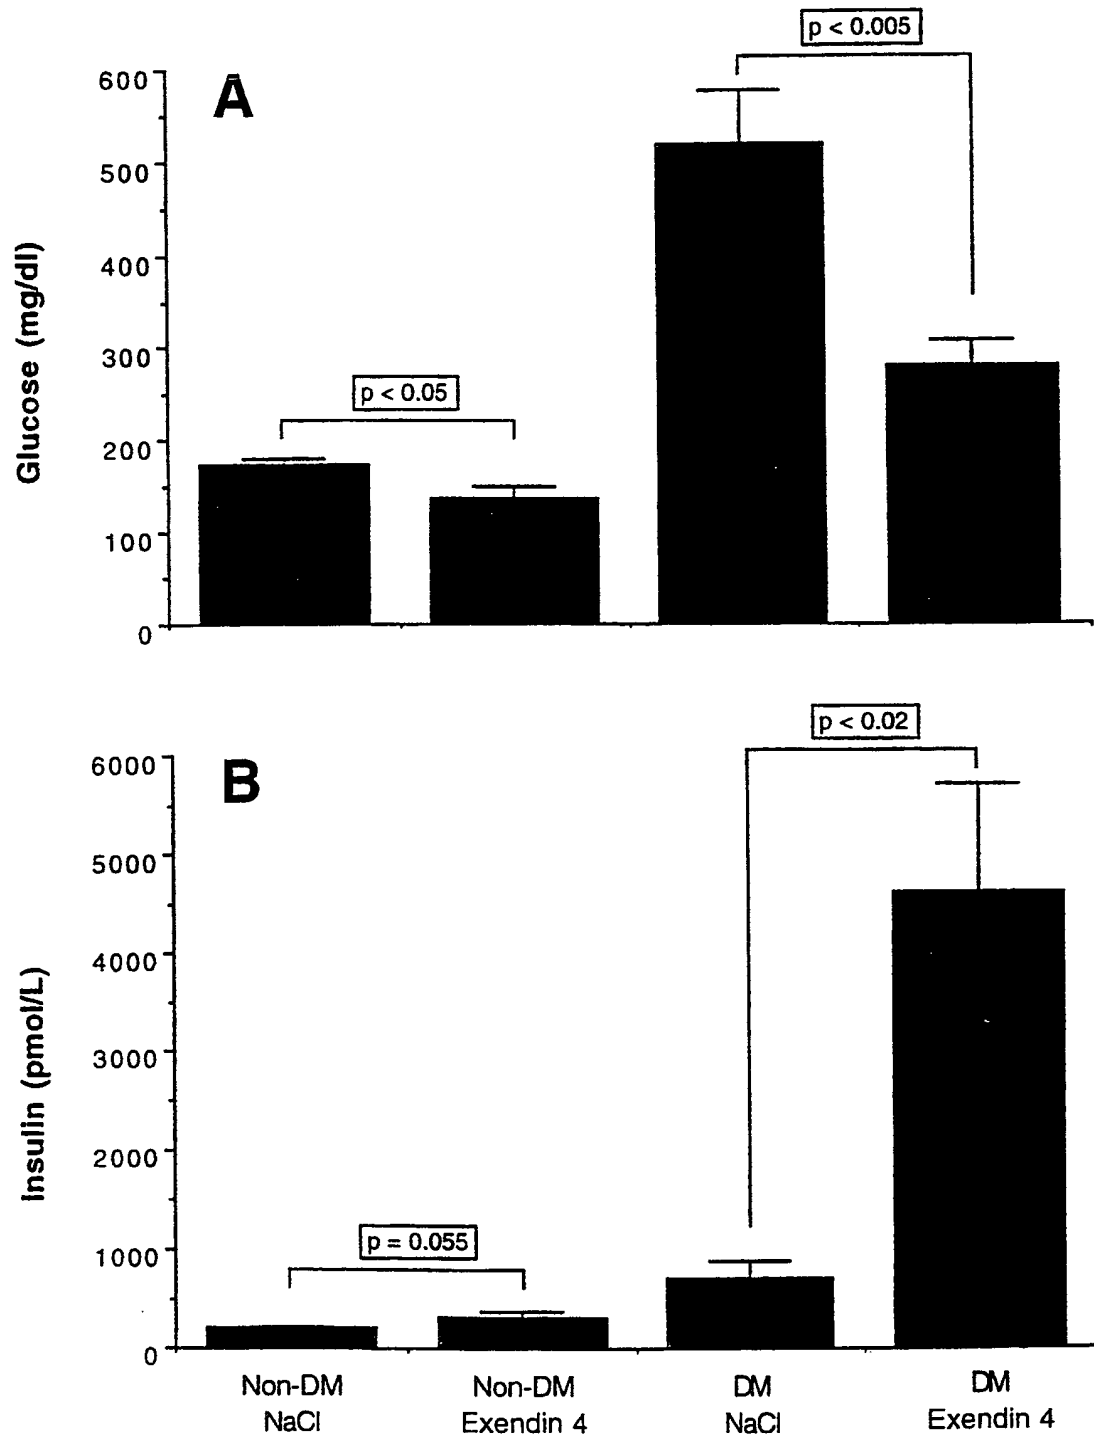 p < 0.005
A
600
500
400
300
200
100
0
Glucose (mg/dl)
p < 0.05
p < 0.02
B
6000
5000
4000
3000
2000
1000
0
Insulin (pmol/L)
p = 0.055
Non-DM
NaCl
Non-DM
Exendin 4
DM
NaCl
DM
Exendin 4